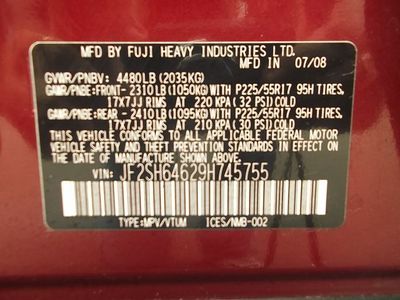 MFD. BY FUJI HEAVY INDUSTRIES LTD.
MFD IN 07/08
GVWR/PNBV: 4480LB (2035KG)
GAWR/PNBE:FRONT- 2310LB (1050KG) WITH P225/55R17 95H TIRES.
17X7JJ RIMS AT 220 KPA ( 32 PSI) COLD
GAWR/PNBE:REAR - 2410LB (1095KG) WITH P225/55R17 95H TIRES.
17X7JJ RIMS AT 210 KPA ( 30 PSI) COLD
THIS VEHICLE CONFORMS TO ALL APPLICABLE FEDERAL
MOTOR VEHICLE SAFETY, BUMPER, AND THEFT PREVENTION STANDARDS
IN EFFECT ON THE DATE OF MANUFACTURE SHOWN ABOVE.
VIN: JF2SH64629H745755
TYPE:MPV/VTUM ICES/NMB-002